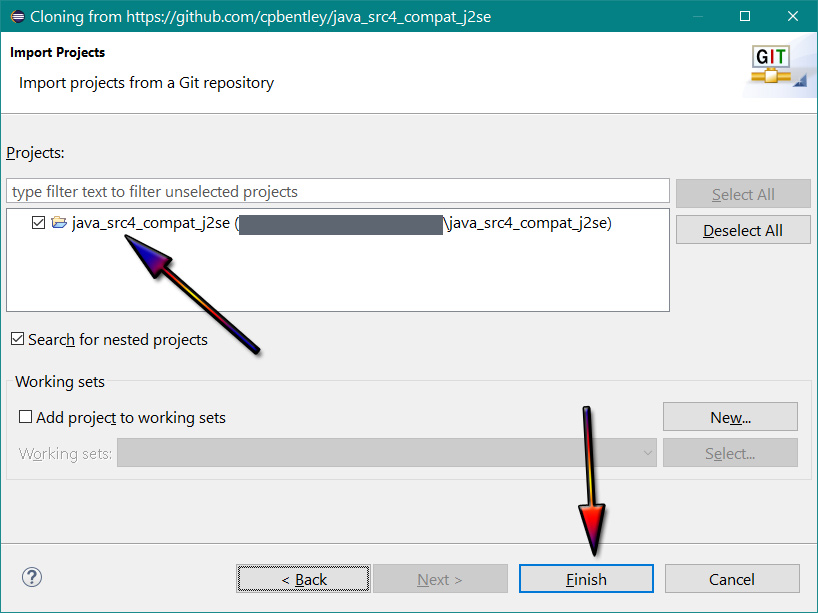 Cloning from https://github.com/cpbentley/java_src4_compat_j2se
Import Projects
GIT
Import projects from a Git repository
Projects:
type filter text to filter unselected projects
Select All
java_src4_compat_j2se (\java_src4_compat_j2se)
Deselect All
Search for nested projects
Working sets
Add project to working sets
New...
Working sets:
Select...
?
< Back
Next >
Finish
Cancel